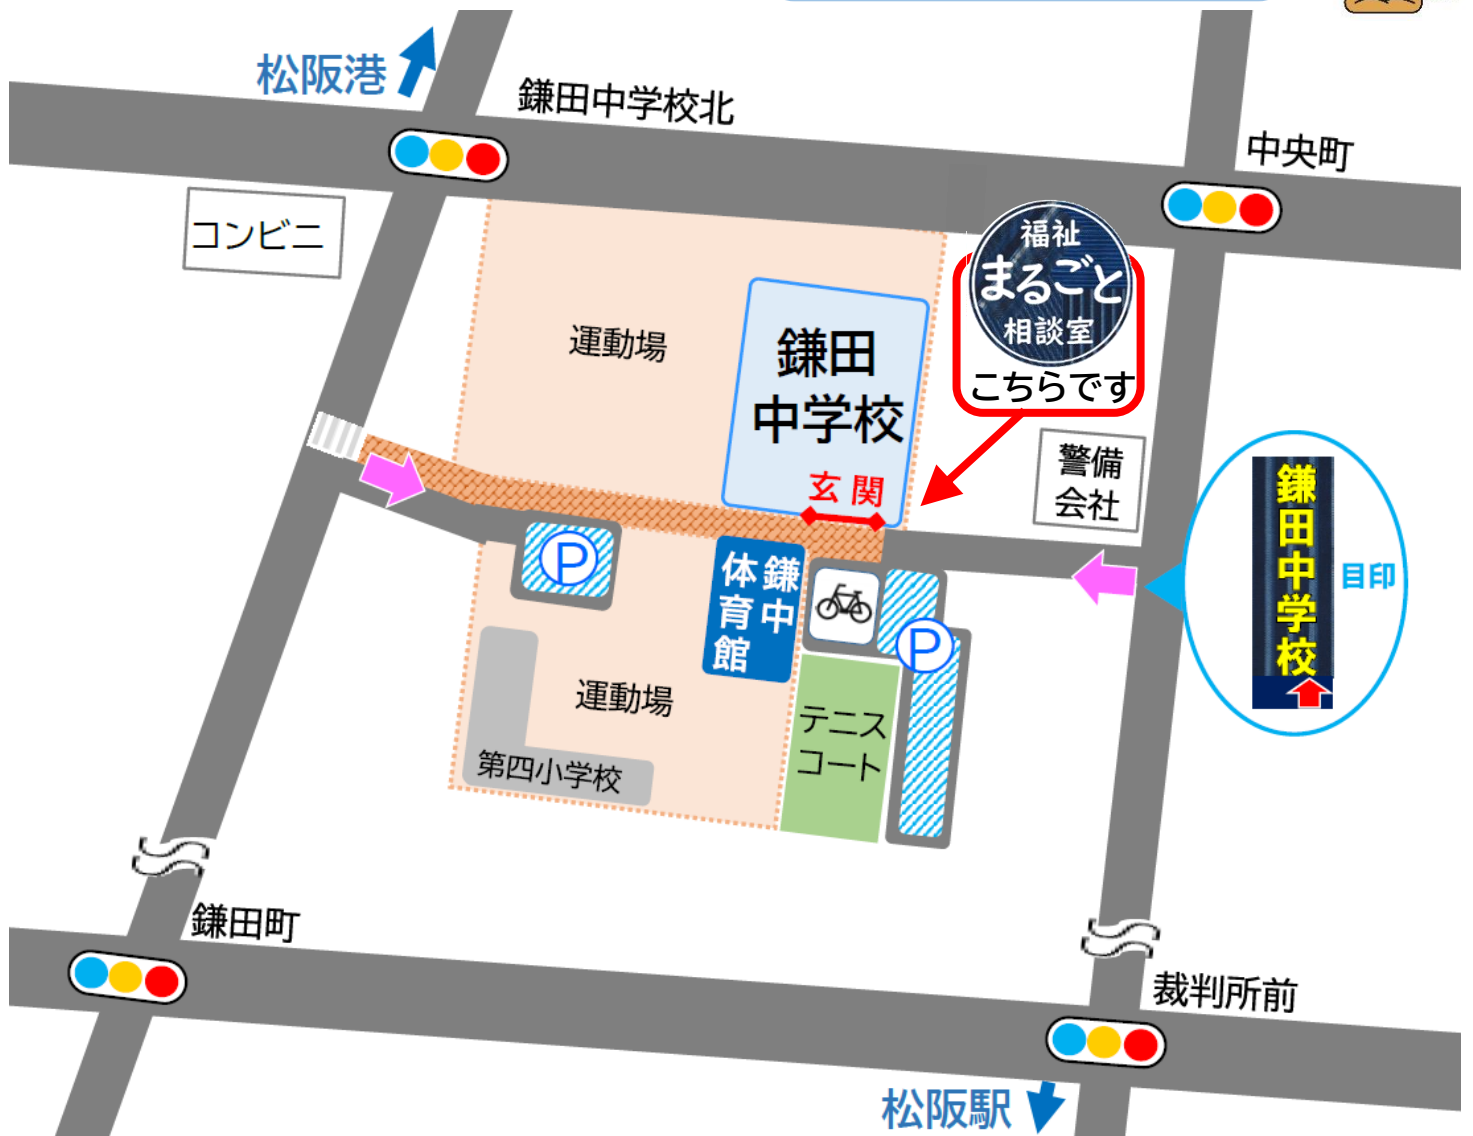 松阪港
鎌田中学校北
中央町
コンビニ
福祉
まるごと
相談室
こちらです
運動場
鎌田
中学校
玄関
警備
会社
鎌田中学校
目印
P
鎌中
体育館
P
運動場
テニス
コート
第四小学校
鎌田町
裁判所前
松阪駅